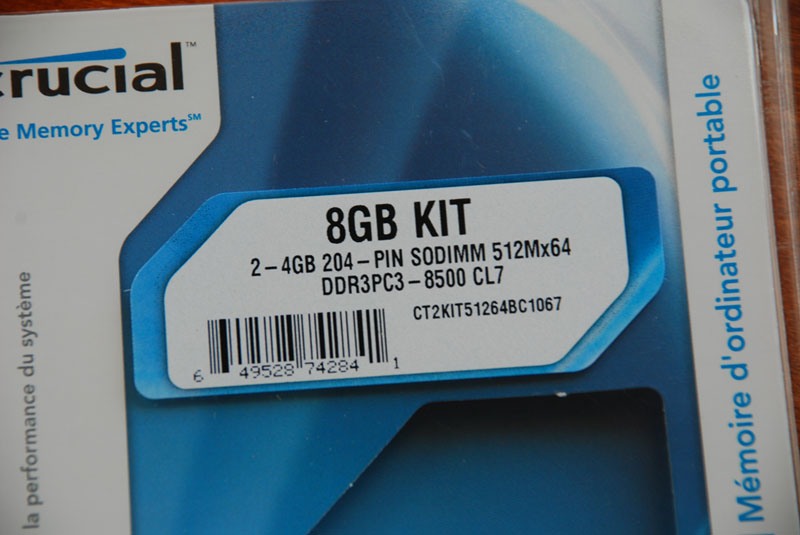 crucial™
e Memory Experts℠
8GB KIT
2-4GB 204-PIN SODIMM 512Mx64
DDR3PC3-8500 CL7
CT2KIT51264BC1067
6 49528 74284 1
la performance du système
Mémoire d'ordinateur portable